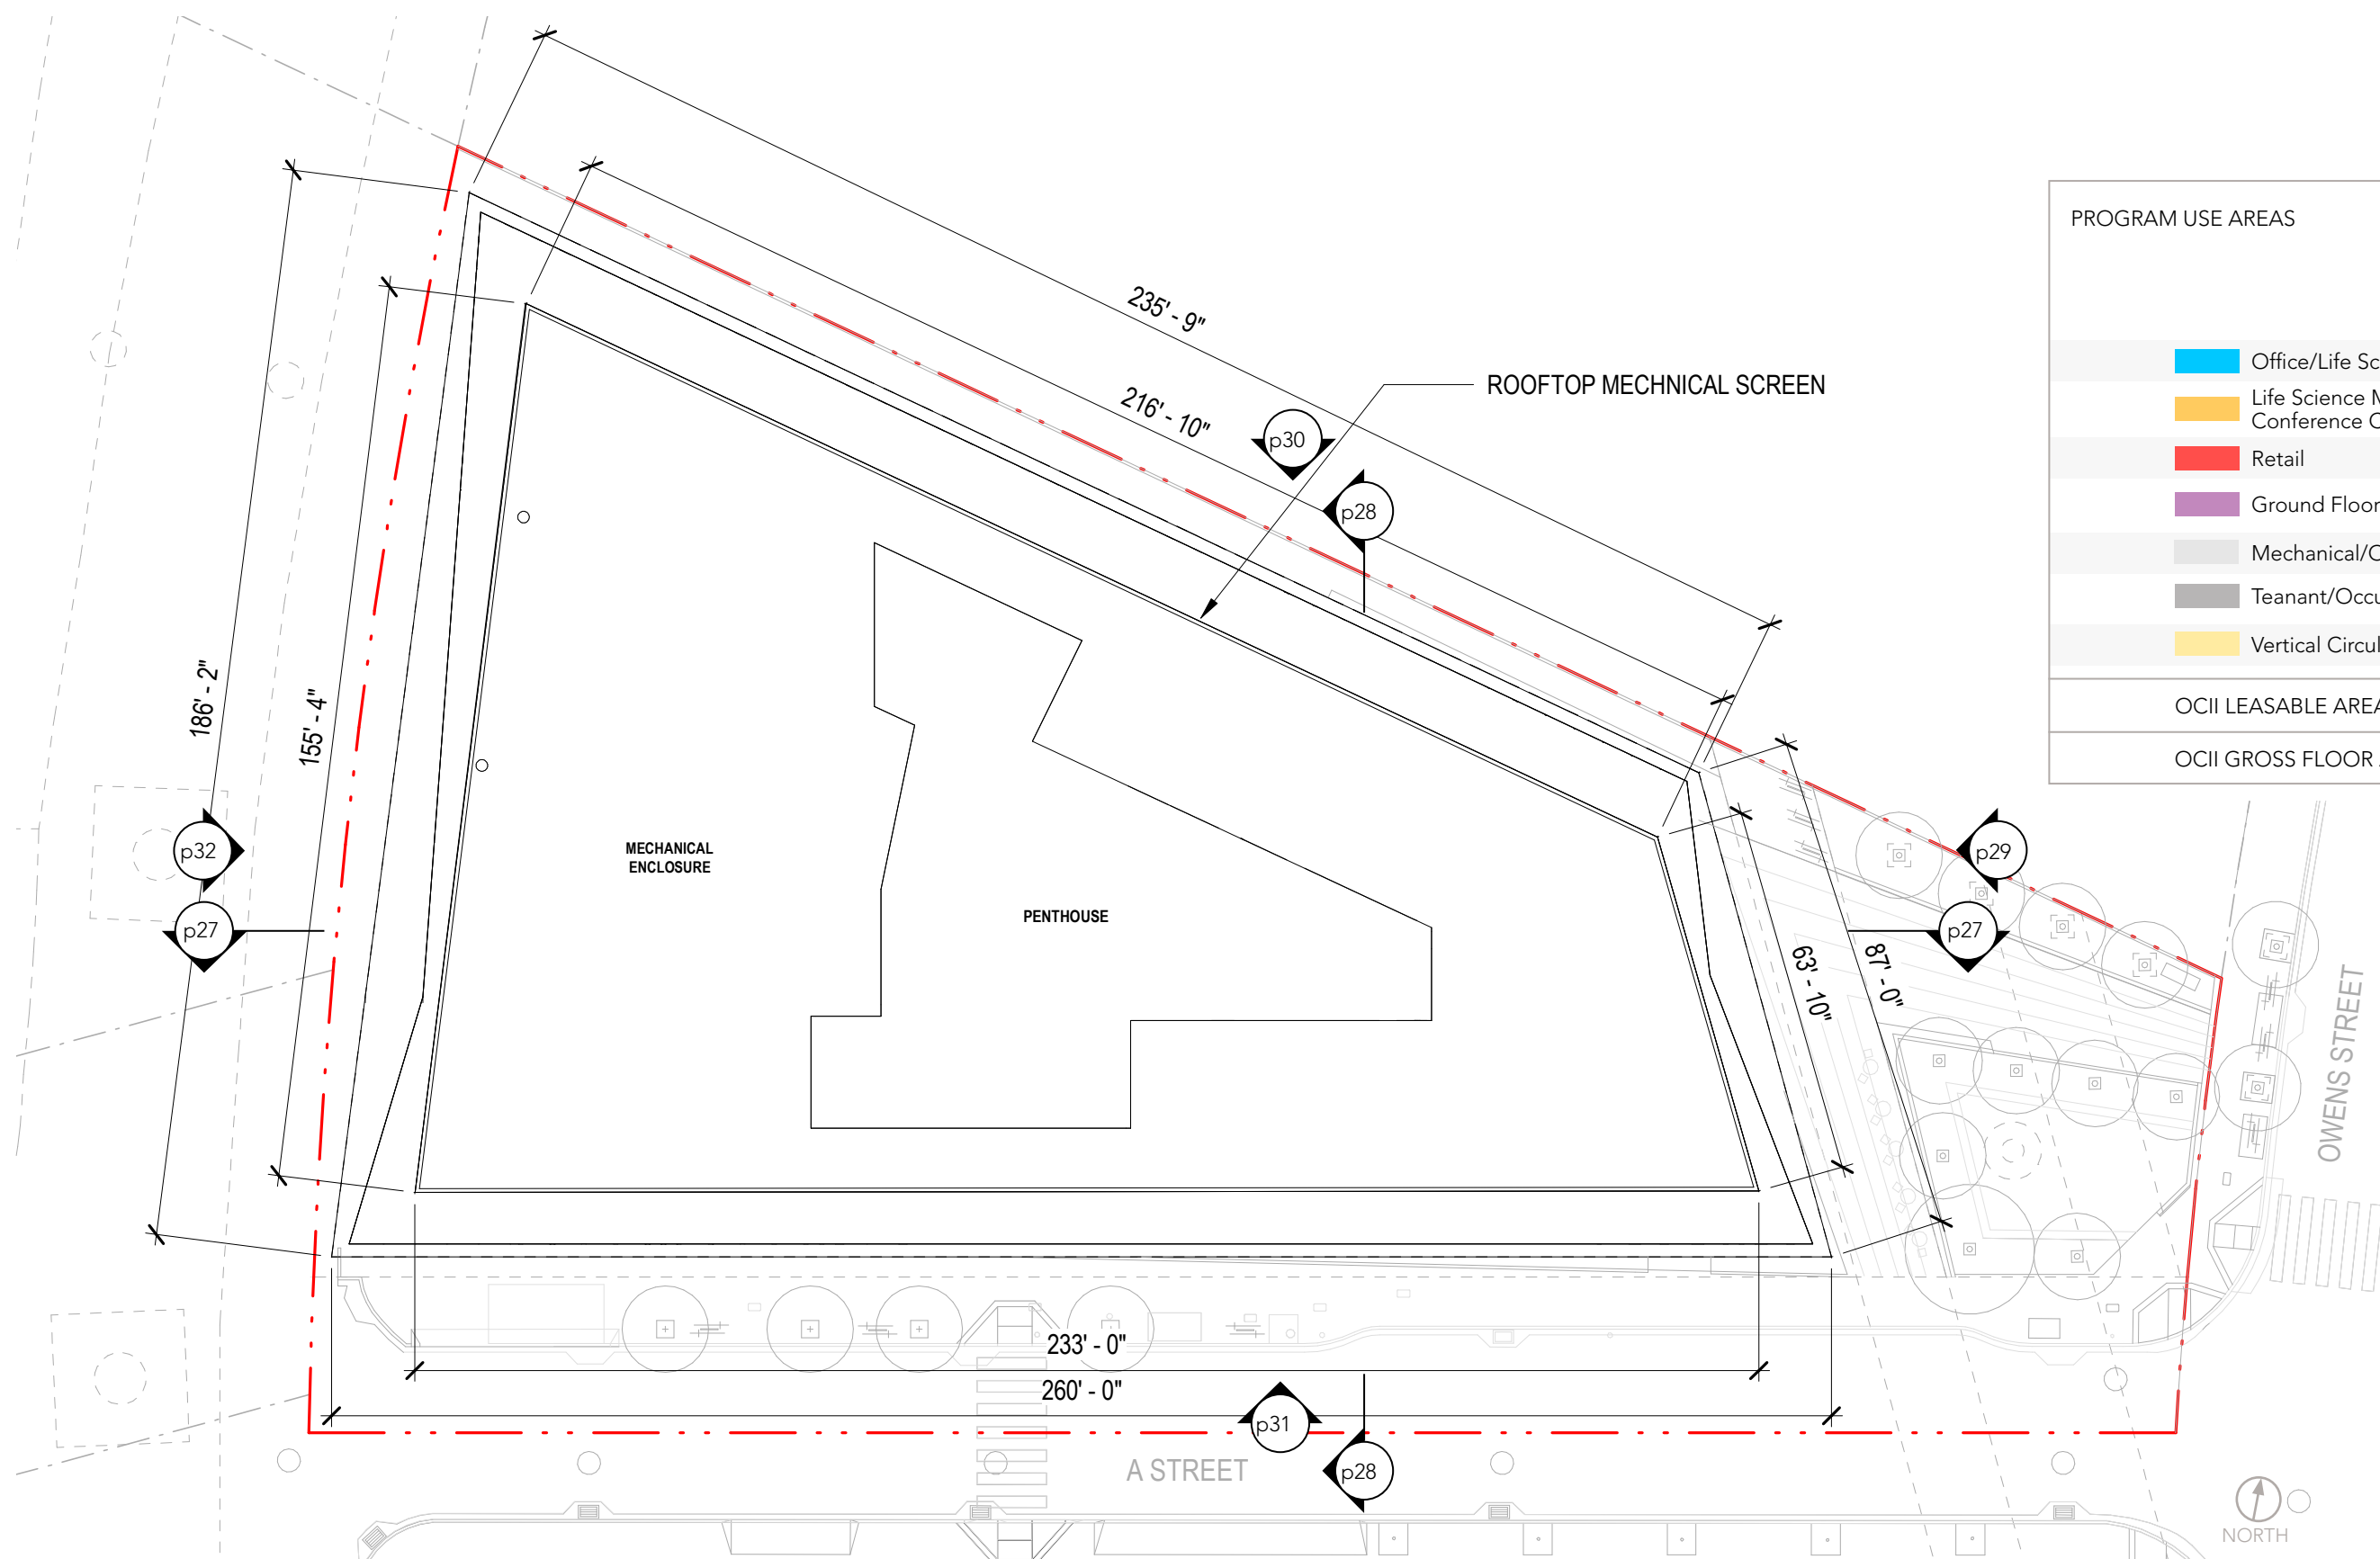 235' - 9"
216' - 10"
ROOFTOP MECHNICAL SCREEN
p30
p28
186' - 2"
155' - 4"
p32
p27
MECHANICAL
ENCLOSURE
PENTHOUSE
p29
p27
63' - 10"
87' - 0"
OWENS STREET
233' - 0"
260' - 0"
p31
p28
A STREET
NORTH
PROGRAM USE AREAS
Office/Life Sc
Life Science
Conference
Retail
Ground Floor
Mechanical/
Teanant/Occu
Vertical Circul
OCII LEASABLE AREA
OCII GROSS FLOOR